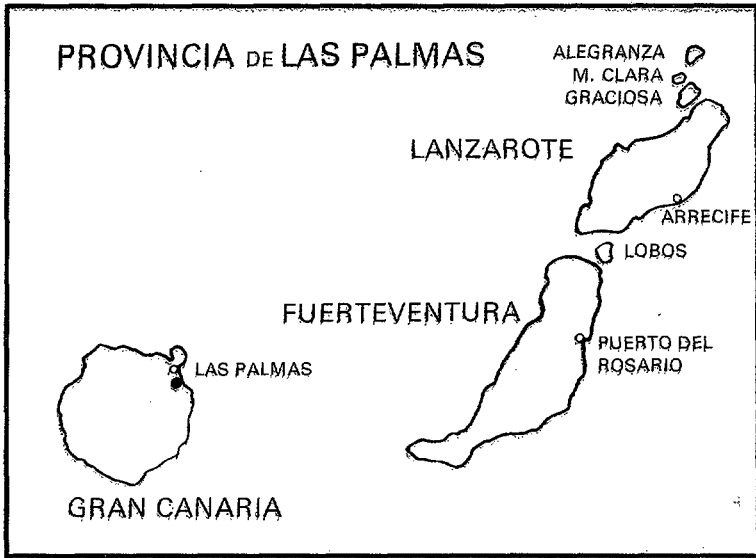 PROVINCIA DE LAS PALMAS
ALEGRANZA
M. CLARA
GRACIOSA
LANZAROTE
ARRECIFE
LOBOS
FUERTEVENTURA
PUERTO DEL
ROSARIO
LAS PALMAS
GRAN CANARIA